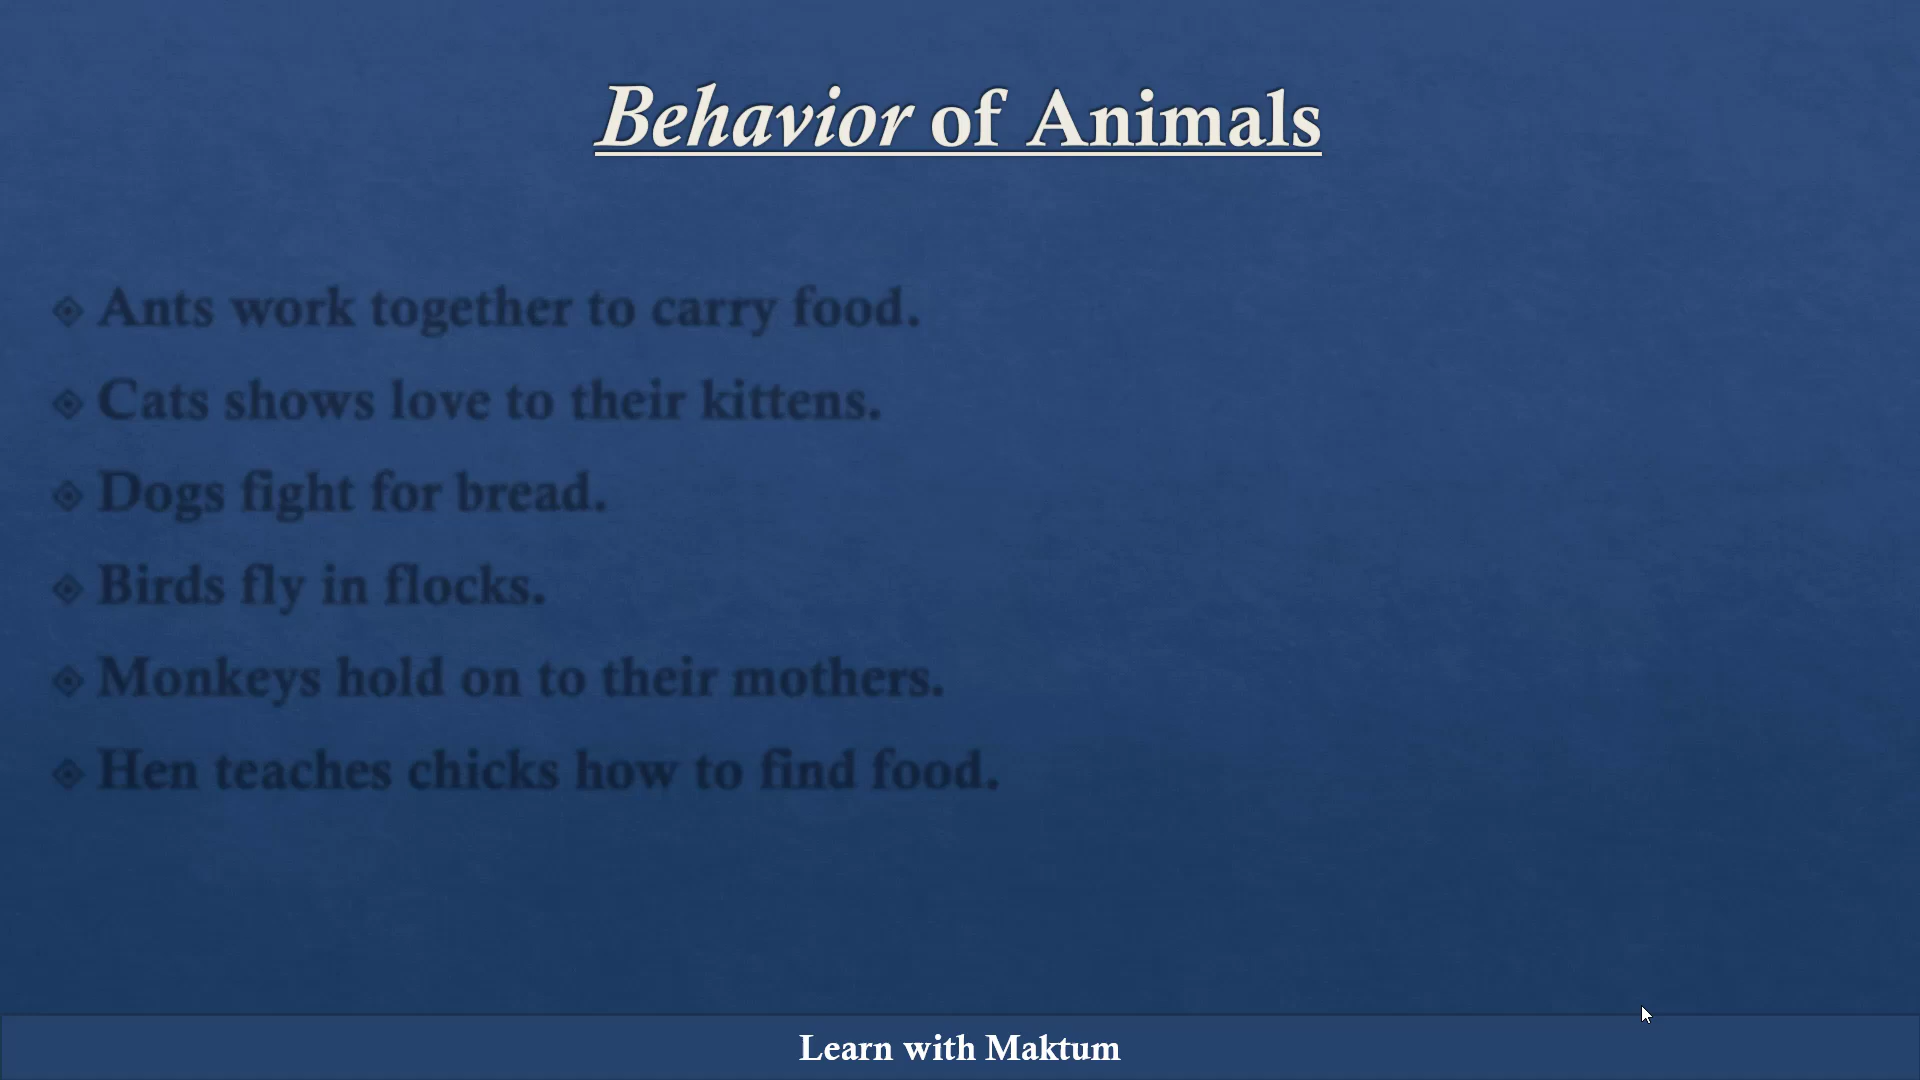 Behavior of Animals
Ants work together to carry food.
Cats shows love to their kittens.
Dogs fight for bread.
Birds fly in flocks.
Monkeys hold on to their mothers.
Hen teaches chicks how to find food.
Learn with Maktum